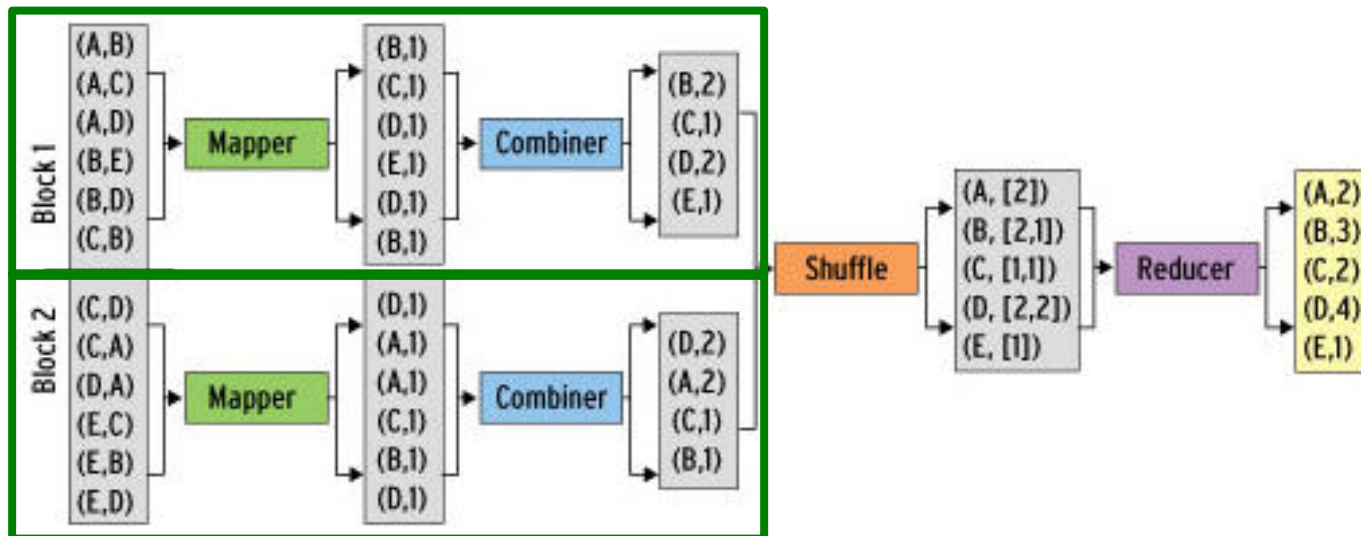 Block 1
(A,B)
(A,C)
(A,D)
(B,E)
(B,D)
(C,B)
Mapper
(B,1)
(C,1)
(D,1)
(E,1)
(D,1)
(B,1)
Combiner
(B,2)
(C,1)
(D,2)
(E,1)
Block 2
(C,D)
(C,A)
(D,A)
(E,C)
(E,B)
(E,D)
Mapper
(D,1)
(A,1)
(A,1)
(C,1)
(B,1)
(D,1)
Combiner
(D,2)
(A,2)
(C,1)
(B,1)
Shuffle
(A, [2])
(B, [2,1])
(C, [1,1])
(D, [2,2])
(E, [1])
Reducer
(A,2)
(B,3)
(C,2)
(D,4)
(E,1)